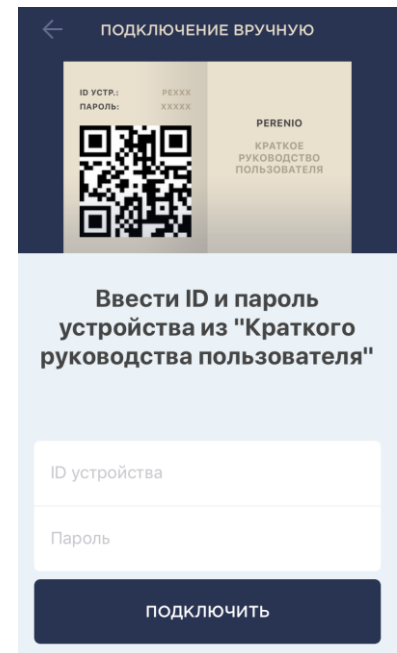 ПОДКЛЮЧЕНИЕ ВРУЧНУЮ
ID УСТР.: PEXXX
ПАРОЛЬ: XXXXX
PERENIO
КРАТКОЕ
РУКОВОДСТВО
ПОЛЬЗОВАТЕЛЯ
Ввести ID и пароль
устройства из "Краткого
руководства пользователя"
ID устройства
Пароль
ПОДКЛЮЧИТЬ